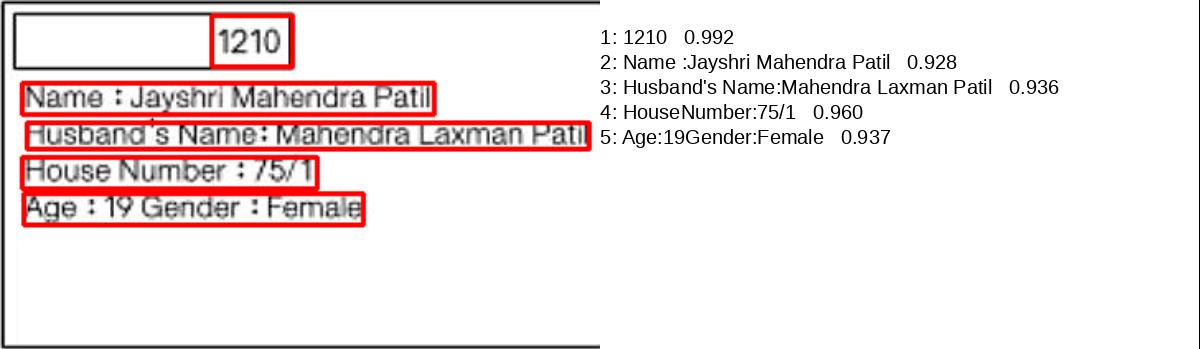 1210
Name : Jayshri Mahendra Patil
Husband's Name: Mahendra Laxman Patil
House Number : 75/1
Age : 19 Gender : Female
1: 1210 0.992
2: Name :Jayshri Mahendra Patil 0.928
3: Husband's Name:Mahendra Laxman Patil 0.936
4: HouseNumber:75/1 0.960
5: Age:19Gender:Female 0.937